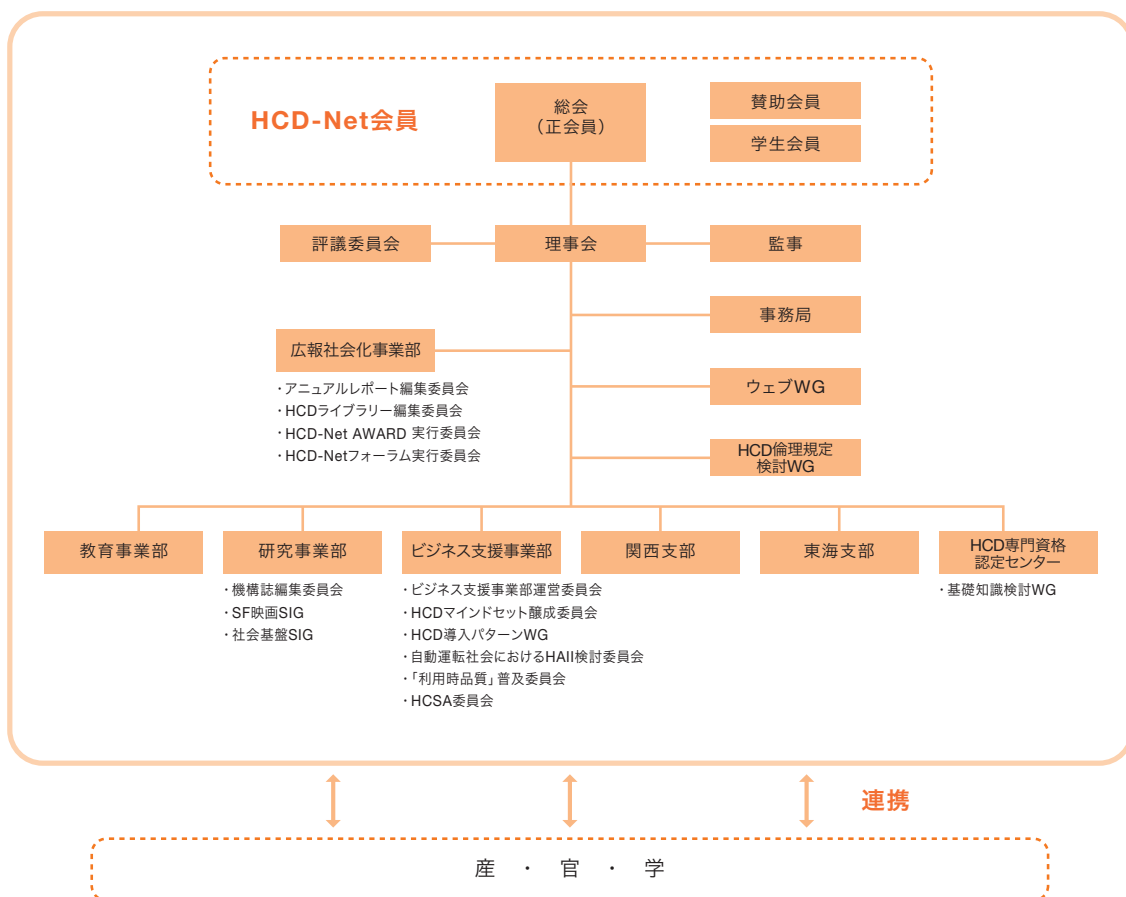 HCD-Net会員
総会
（正会員）
賛助会員
学生会員
評議委員会
理事会
監事
事務局
広報社会化事業部
・アニュアルレポート編集委員会
・HCDライブラリー編集委員会
・HCD-Net AWARD 実行委員会
・HCD-Netフォーラム実行委員会
ウェブWG
HCD倫理規定
検討WG
教育事業部
研究事業部
・機構誌編集委員会
・SF映画SIG
・社会基盤SIG
ビジネス支援事業部
・ビジネス支援事業部運営委員会
・HCDマインドセット醸成委員会
・HCD導入パターンWG
・自動運転社会におけるHAII検討委員会
・「利用時品質」普及委員会
・HCSA委員会
関西支部
東海支部
HCD専門資格
認定センター
・基礎知識検討WG
連携
産 ・ 官 ・ 学